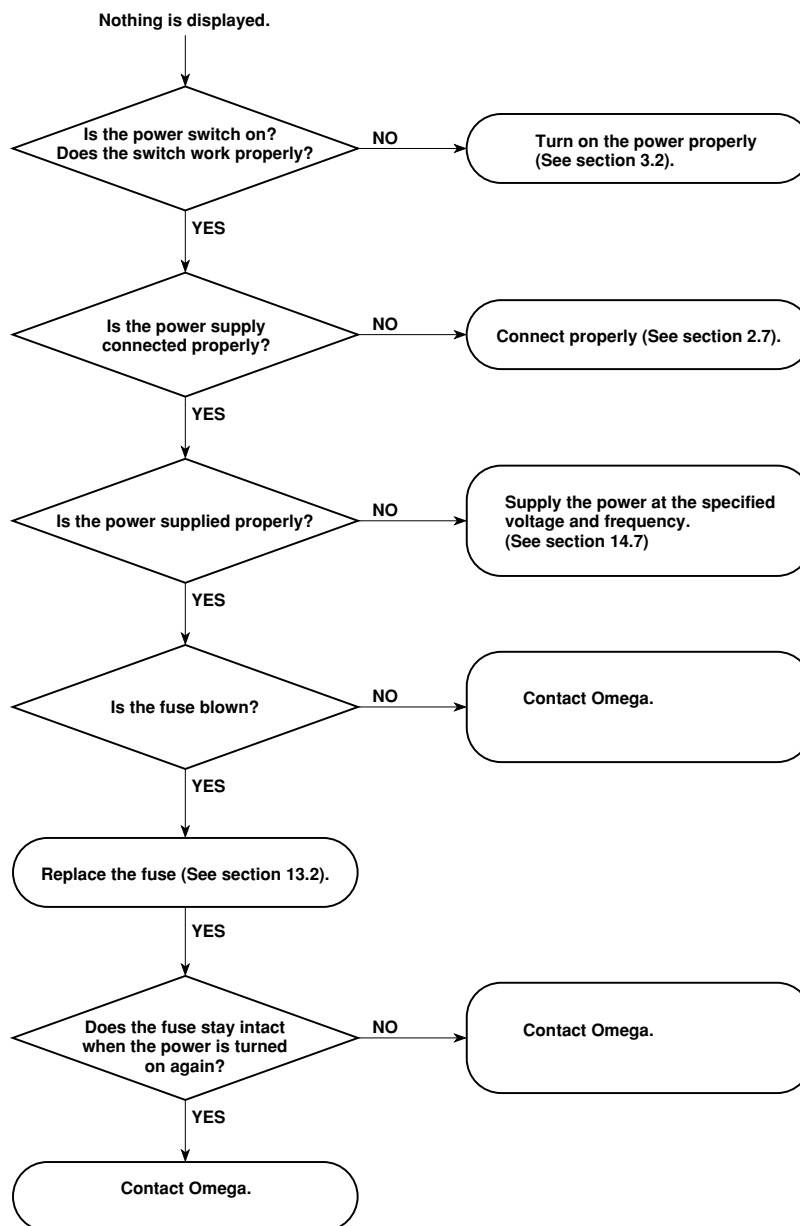 Nothing is displayed.
Is the power switch on?
Does the switch work properly?
NO
Turn on the power properly
(See section 3.2).
YES
Is the power supply
connected properly?
NO
Connect properly (See section 2.7).
YES
Is the power supplied properly?
NO
Supply the power at the specified
voltage and frequency.
(See section 14.7)
YES
Is the fuse blown?
NO
Contact Omega.
YES
Replace the fuse (See section 13.2).
YES
Does the fuse stay intact
when the power is turned
on again?
NO
Contact Omega.
YES
Contact Omega.